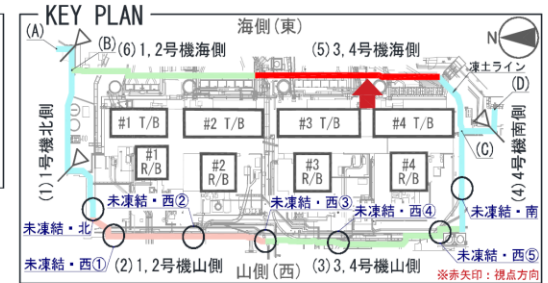 KEY PLAN
海側(東)
(A)
(B)
(6)1,2号機海側
(5)3,4号機海側
N
凍土ライン
(D)
#1 T/B
#2 T/B
#3 T/B
#4 T/B
(C)
(1)1号機北側
(4)4号機南側
#1
R/B
#2
R/B
#3
R/B
#4
R/B
未凍結・北
未凍結・西②
未凍結・西③
未凍結・西④
未凍結・南
未凍結・西①
(2)1,2号機山側
山側(西)
(3)3,4号機山側
未凍結・西⑤
※赤矢印:視点方向